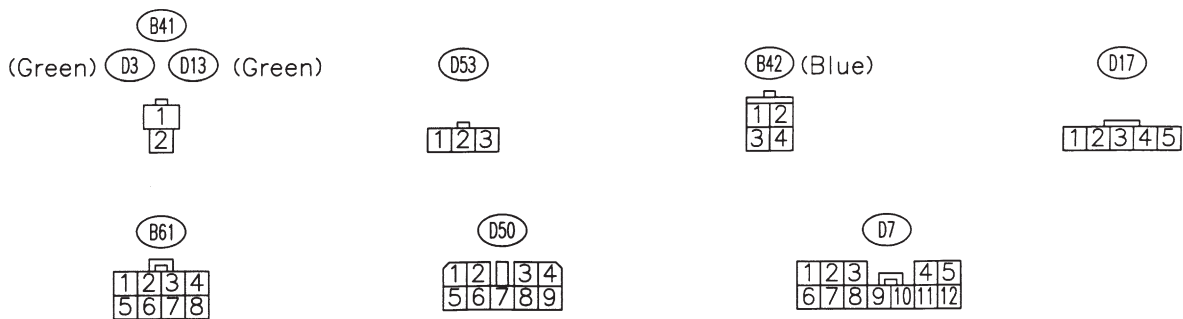 B41
(Green) D3 D13 (Green)
D53
B42 (Blue)
D17
1
2
1 2 3
1 2
3 4
1 2 3 4 5
B61
D50
D7
1 2 3 4
5 6 7 8
1 2 3 4
5 6 7 8 9
1 2 3 4 5
6 7 8 9 10 11 12